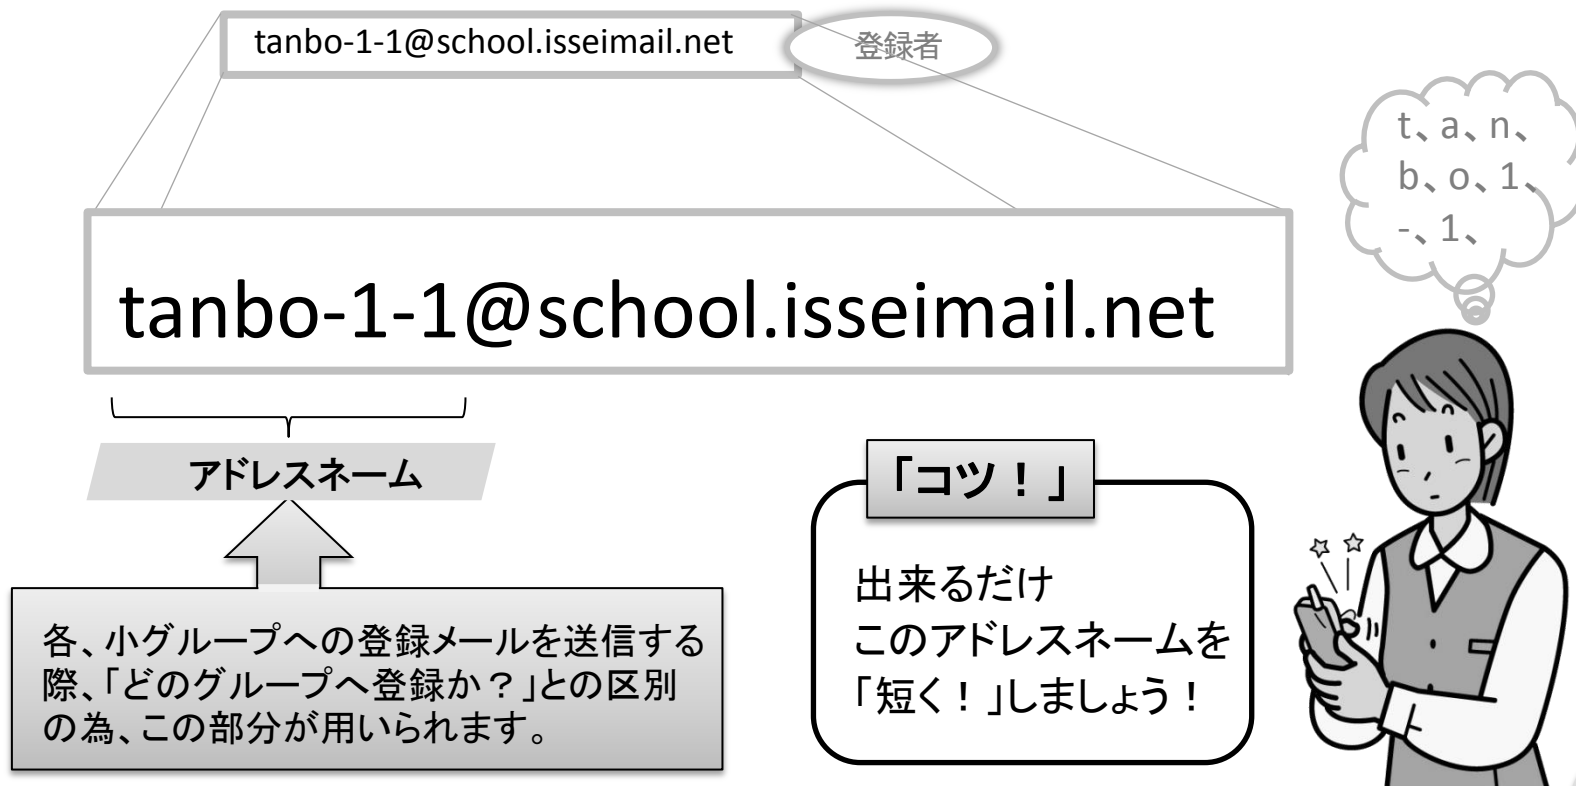 tanbo-1-1@school.isseimail.net
登録者
t、a、n、
b、o、1、
-、1、
tanbo-1-1@school.isseimail.net
アドレスネーム
「コツ！」
出来るだけ
このアドレスネームを
「短く！」しましょう！
各、小グループへの登録メールを送信する
際、「どのグループへ登録か？」との区別
の為、この部分が用いられます。